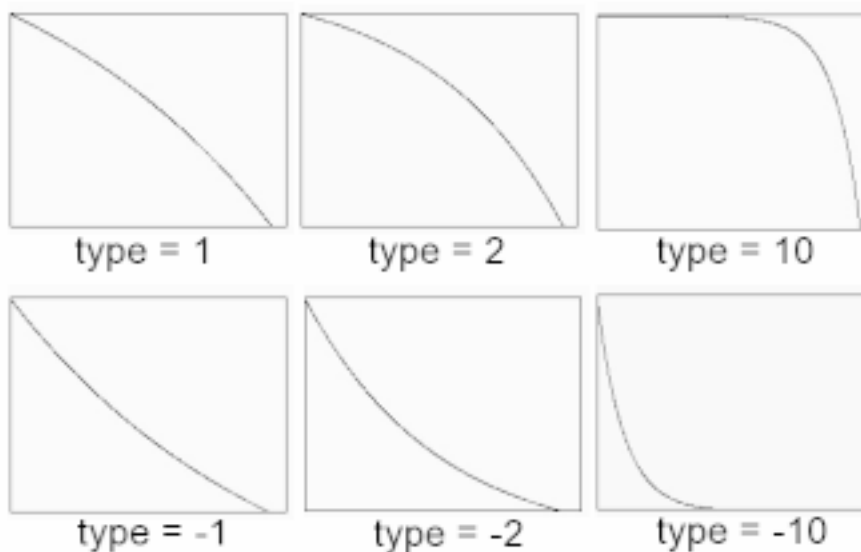 type = 1
type = 2
type = 10
type = -1
type = -2
type = -10